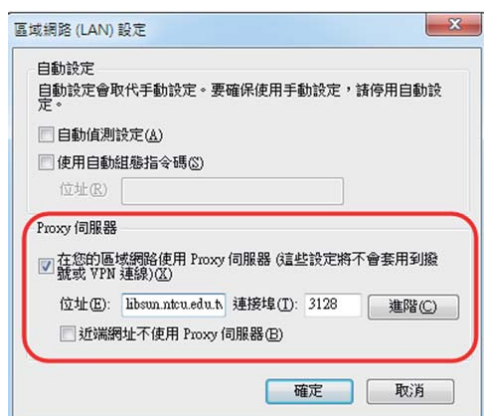 區域網路 (LAN) 設定
自動設定
自動設定會取代手動設定。要確保使用手動設定，請停用自動設
定。
自動偵測設定(A)
使用自動組態指令碼(S)
位址(R)
Proxy 伺服器
在您的區域網路使用 Proxy 伺服器 (這些設定將不會套用到撥
號或 VPN 連線)(X)
位址(E): libsun.ntcu.edu.tw 連接埠(T): 3128 進階(C)
近端網址不使用 Proxy 伺服器(B)
確定 取消